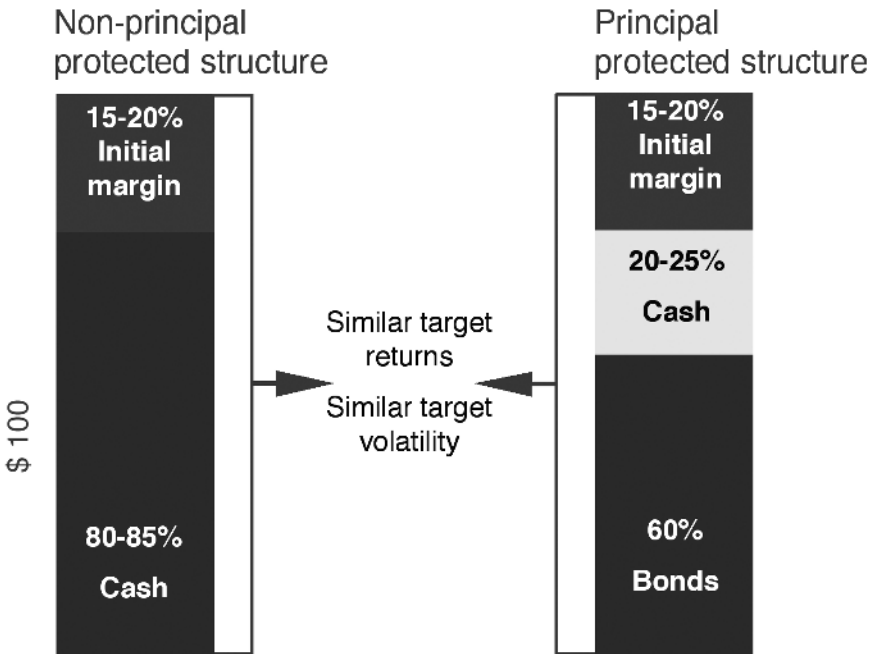 Non-principal
protected structure
Principal
protected structure
15-20%
Initial
margin
15-20%
Initial
margin
20-25%
Cash
Similar target
returns
Similar target
volatility
$ 100
80-85%
Cash
60%
Bonds